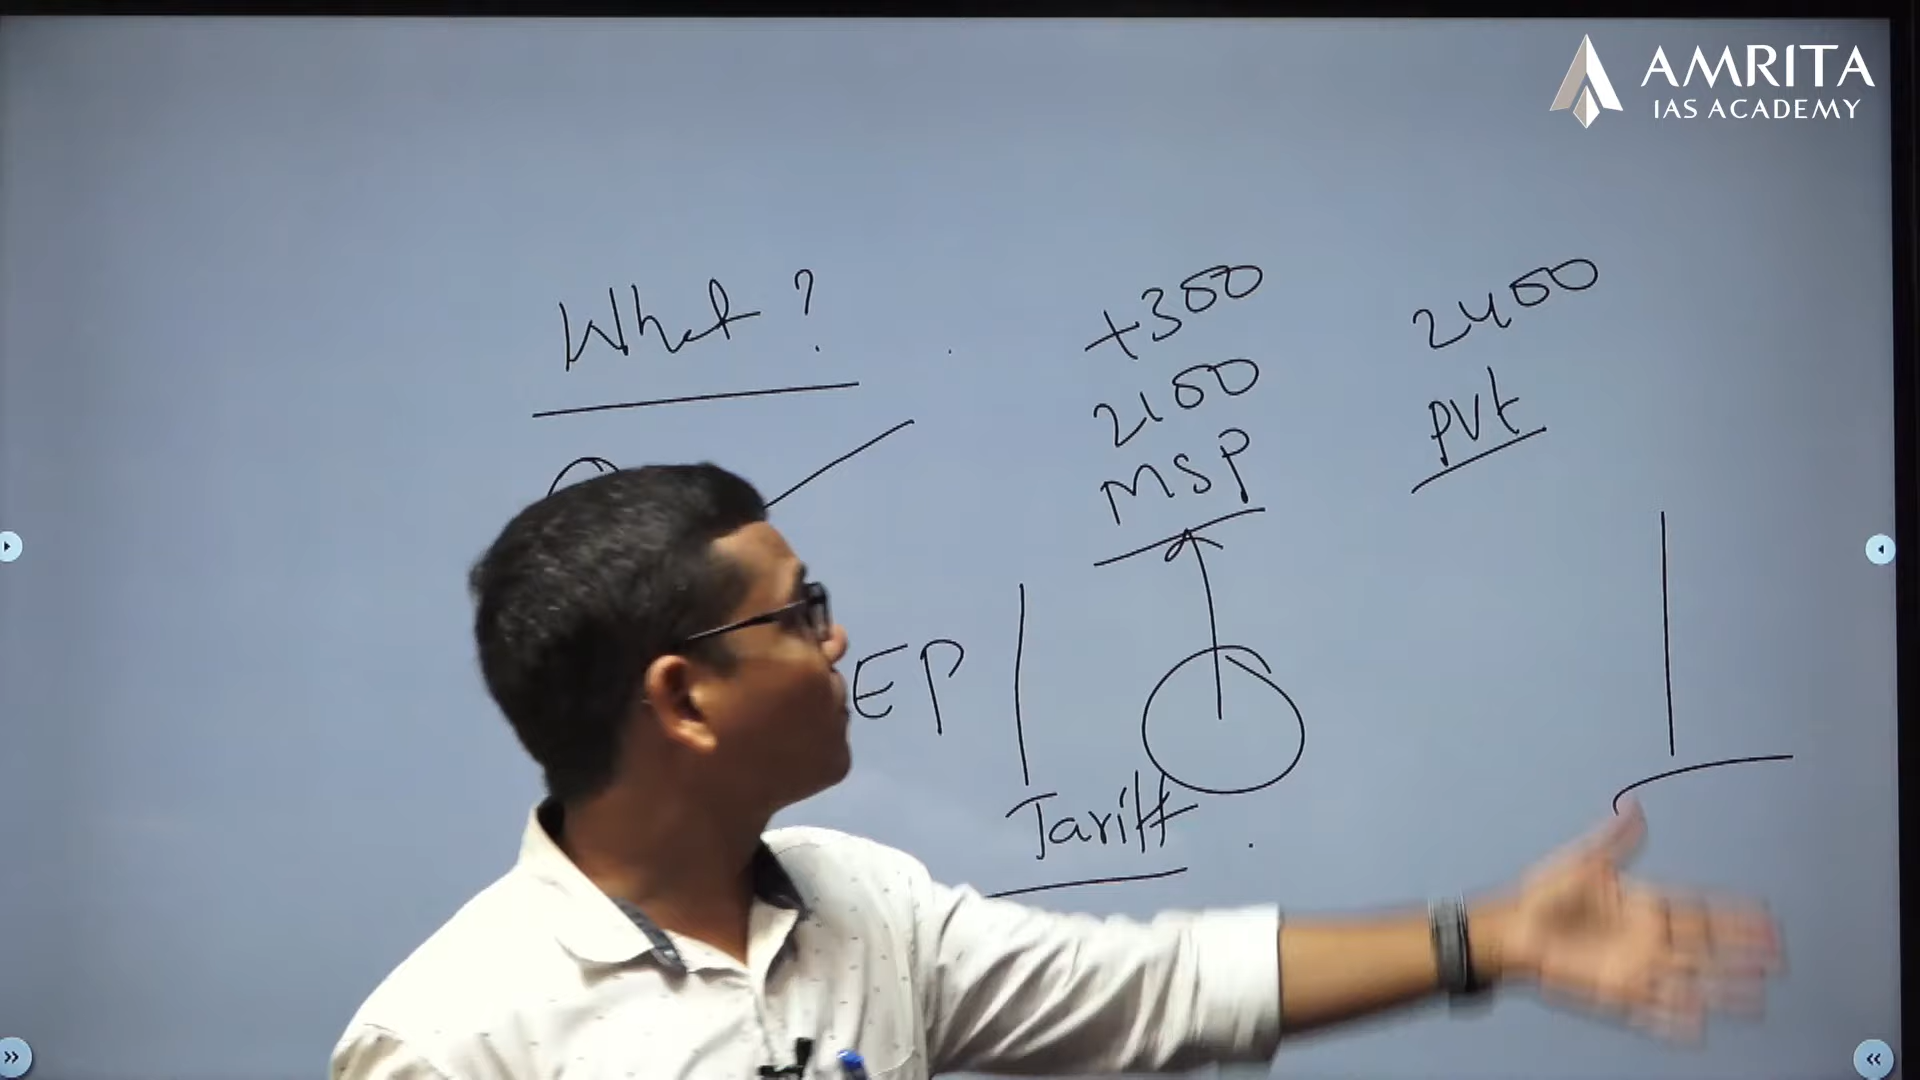 AMRITA
IAS ACADEMY
What?
+300
2100
MSP
2400
Pvt
EP
Tariff